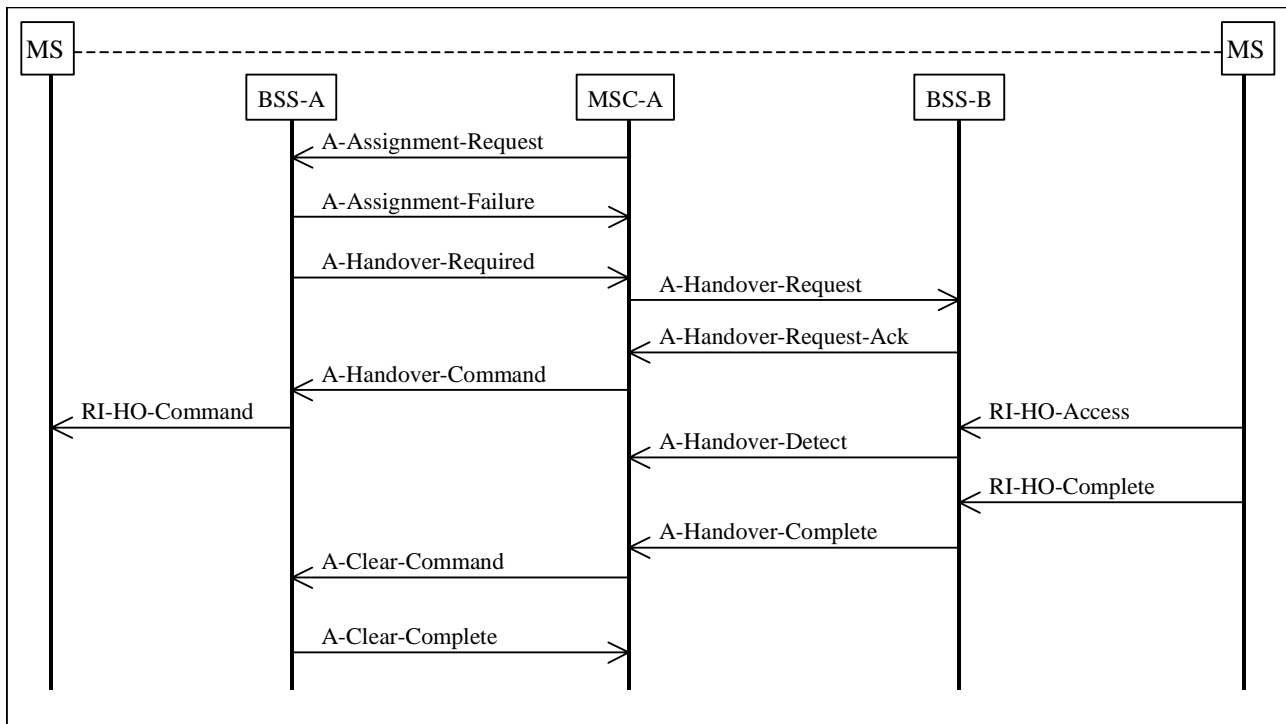 MS
MS
BSS-A
MSC-A
BSS-B
A-Assignment-Request
A-Assignment-Failure
A-Handover-Required
A-Handover-Request
A-Handover-Request-Ack
A-Handover-Command
RI-HO-Command
RI-HO-Access
A-Handover-Detect
RI-HO-Complete
A-Handover-Complete
A-Clear-Command
A-Clear-Complete